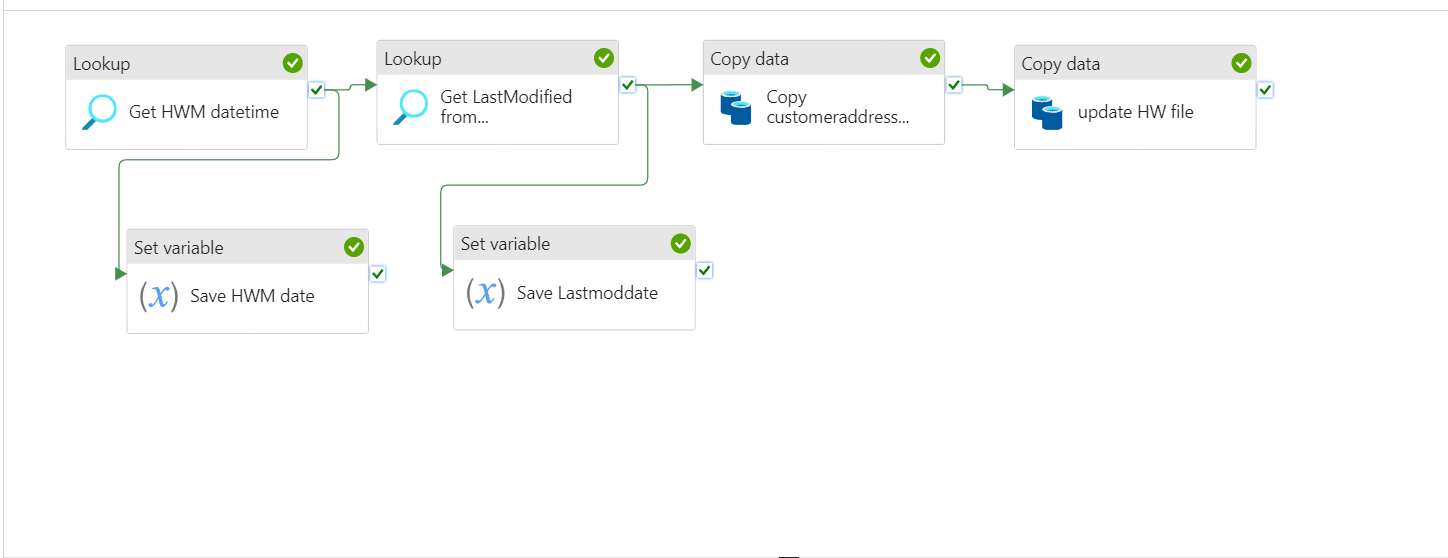 Lookup
Get HWM datetime
Lookup
Get LastModified
from...
Copy data
Copy
customeraddress...
Copy data
update HW file
Set variable
(x) Save HWM date
Set variable
(x) Save Lastmoddate